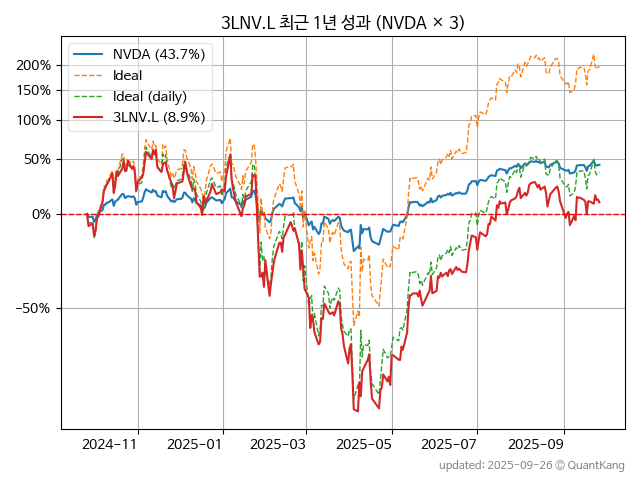 3LNV.L 최근 1년 성과 (NVDA × 3)
NVDA (43.7%)
Ideal
Ideal (daily)
3LNV.L (8.9%)
200%
150%
100%
50%
0%
−50%
2024-11
2025-01
2025-03
2025-05
2025-07
2025-09
updated: 2025-09-26 ⓒ QuantKang